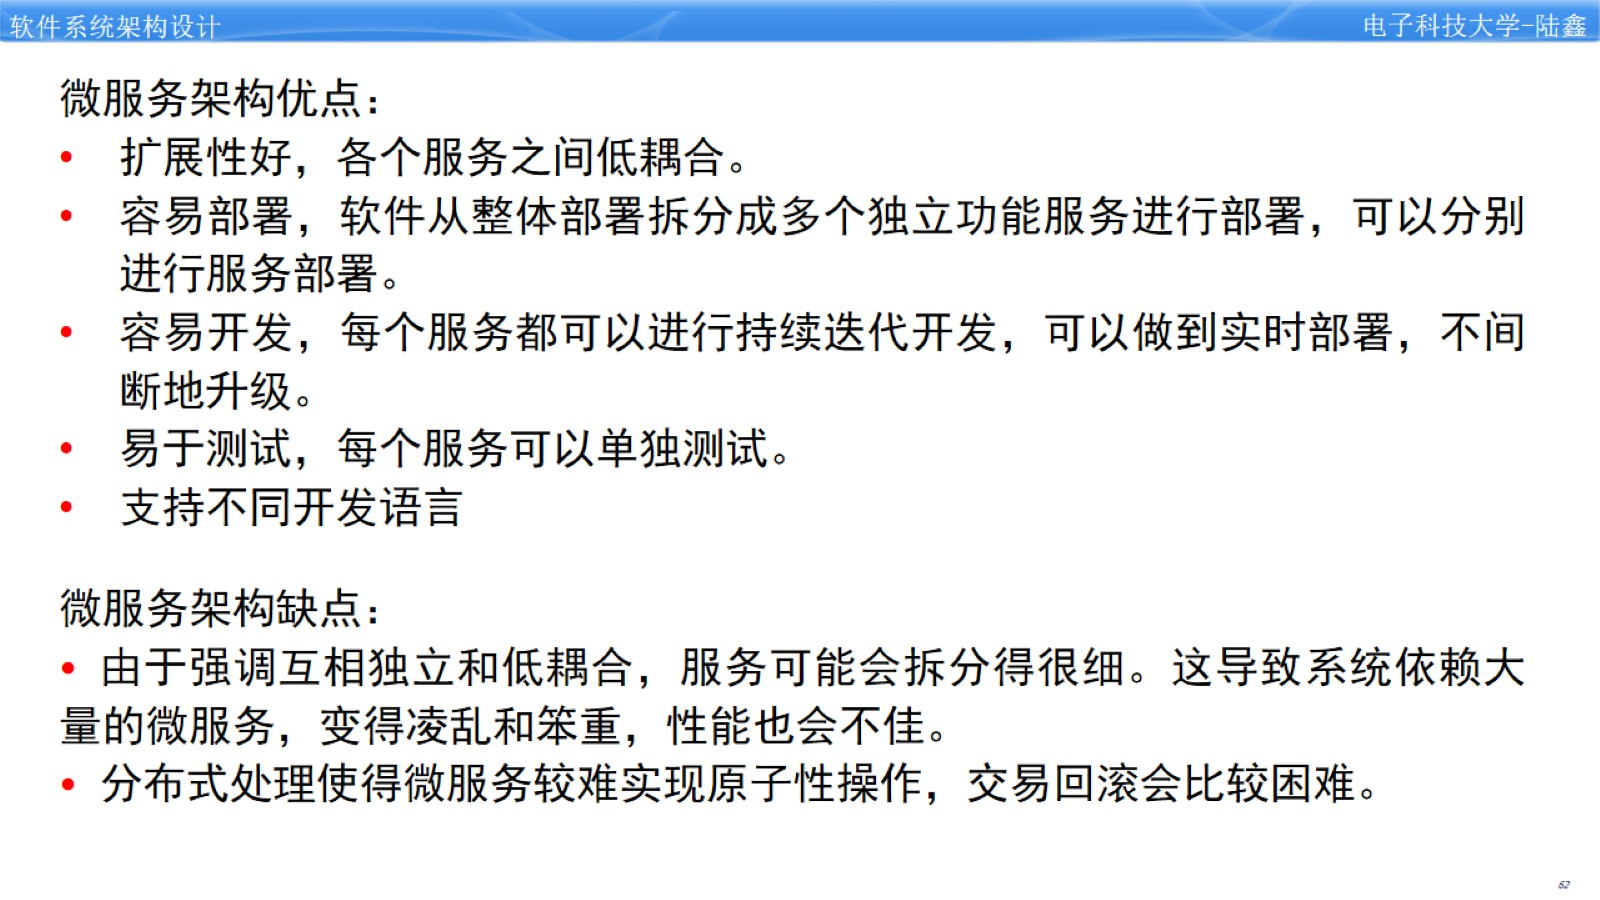 软件系统架构设计
电子科技大学-陆鑫
微服务架构优点：
• 扩展性好，各个服务之间低耦合。
• 容易部署，软件从整体部署拆分成多个独立功能服务进行部署，可以分别
进行服务部署。
• 容易开发，每个服务都可以进行持续迭代开发，可以做到实时部署，不间
断地升级。
• 易于测试，每个服务可以单独测试。
• 支持不同开发语言
微服务架构缺点：
• 由于强调互相独立和低耦合，服务可能会拆分得很细。这导致系统依赖大
量的微服务，变得凌乱和笨重，性能也会不佳。
• 分布式处理使得微服务较难实现原子性操作，交易回滚会比较困难。
62